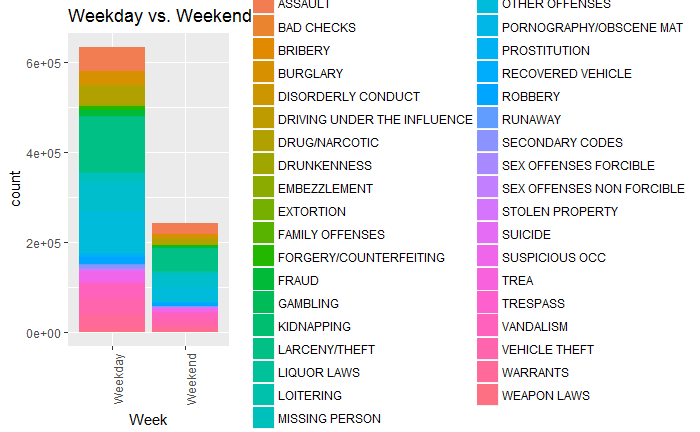 Weekday vs. Weekend
count
6e+05
4e+05
2e+05
0e+00
Weekday
Weekend
Week
ASSAULT
BAD CHECKS
BRIBERY
BURGLARY
DISORDERLY CONDUCT
DRIVING UNDER THE INFLUENCE
DRUG/NARCOTIC
DRUNKENNESS
EMBEZZLEMENT
EXTORTION
FAMILY OFFENSES
FORGERY/COUNTERFEITING
FRAUD
GAMBLING
KIDNAPPING
LARCENY/THEFT
LIQUOR LAWS
LOITERING
MISSING PERSON
OTHER OFFENSES
PORNOGRAPHY/OBSCENE MAT
PROSTITUTION
RECOVERED VEHICLE
ROBBERY
RUNAWAY
SECONDARY CODES
SEX OFFENSES FORCIBLE
SEX OFFENSES NON FORCIBLE
STOLEN PROPERTY
SUICIDE
SUSPICIOUS OCC
TREA
TRESPASS
VANDALISM
VEHICLE THEFT
WARRANTS
WEAPON LAWS